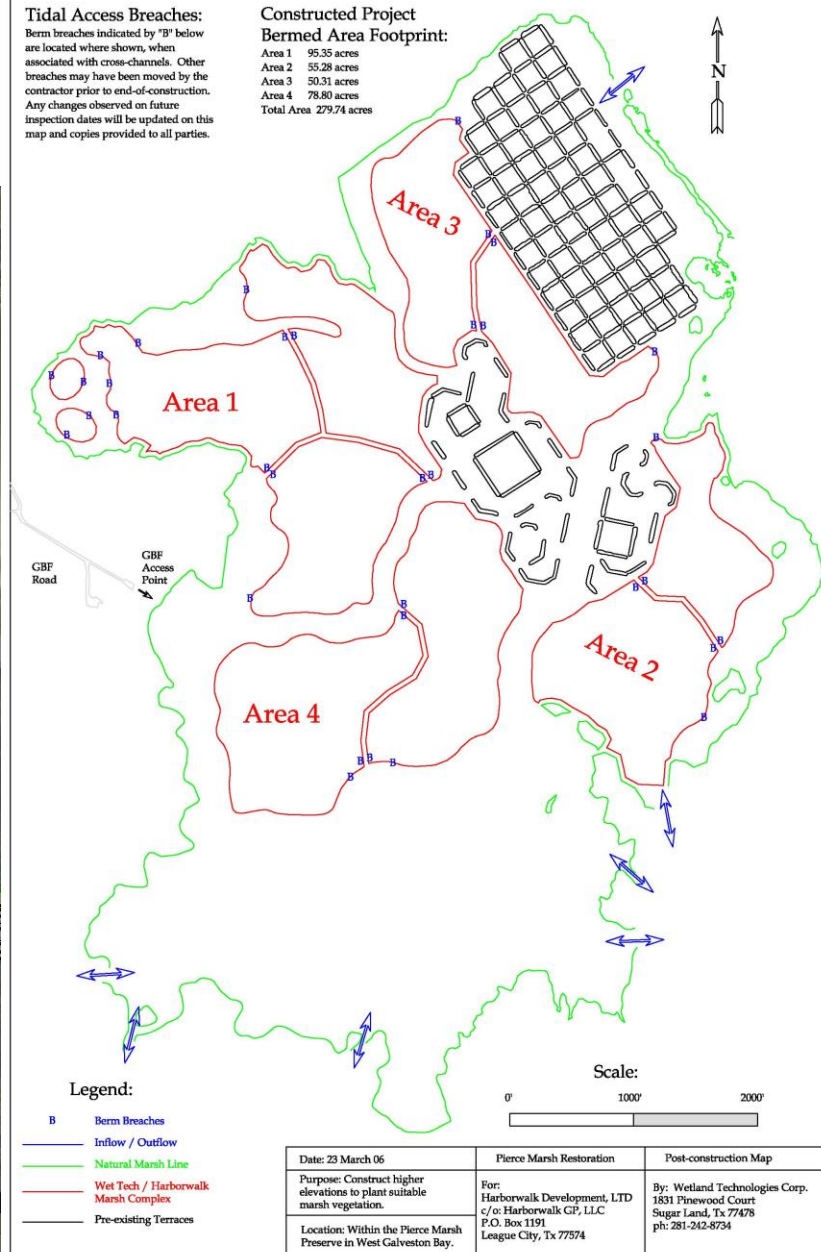 Tidal Access Breaches:
Berm breaches indicated by "B" below
are located where shown, when
associated with cross-channels. Other
breaches may have been moved by the
contractor prior to end-of-construction.
Any changes observed on future
inspection dates will be updated on this
map and copies provided to all parties.
Constructed Project
Bermed Area Footprint:
Area 1 95.35 acres
Area 2 55.28 acres
Area 3 50.31 acres
Area 4 78.80 acres
Total Area 279.74 acres
N
B
Area 3
B
B
B
B B
B
B B
B
B
B
B
B
B
B
B
B
Area 1
B
B
B
B
B
B
GBF
Road
GBF
Access
Point
B
B
B
B
B
B
B
Area 2
B
B
Area 4
B B
B
B
Legend:
B Berm Breaches
Inflow / Outflow
Natural Marsh Line
Wet Tech / Harborwalk
Marsh Complex
Pre-existing Terraces
Scale:
0' 1000' 2000'
Date: 23 March 06
Purpose: Construct higher
elevations to plant suitable
marsh vegetation.
Location: Within the Pierce Marsh
Preserve in West Galveston Bay.
Pierce Marsh Restoration
For:
Harborwalk Development, LTD
c/o: Harborwalk GP, LLC
P.O. Box 1191
League City, Tx 77574
Post-construction Map
By: Wetland Technologies Corp.
1831 Pinewood Court
Sugar Land, Tx 77478
ph: 281-242-8734